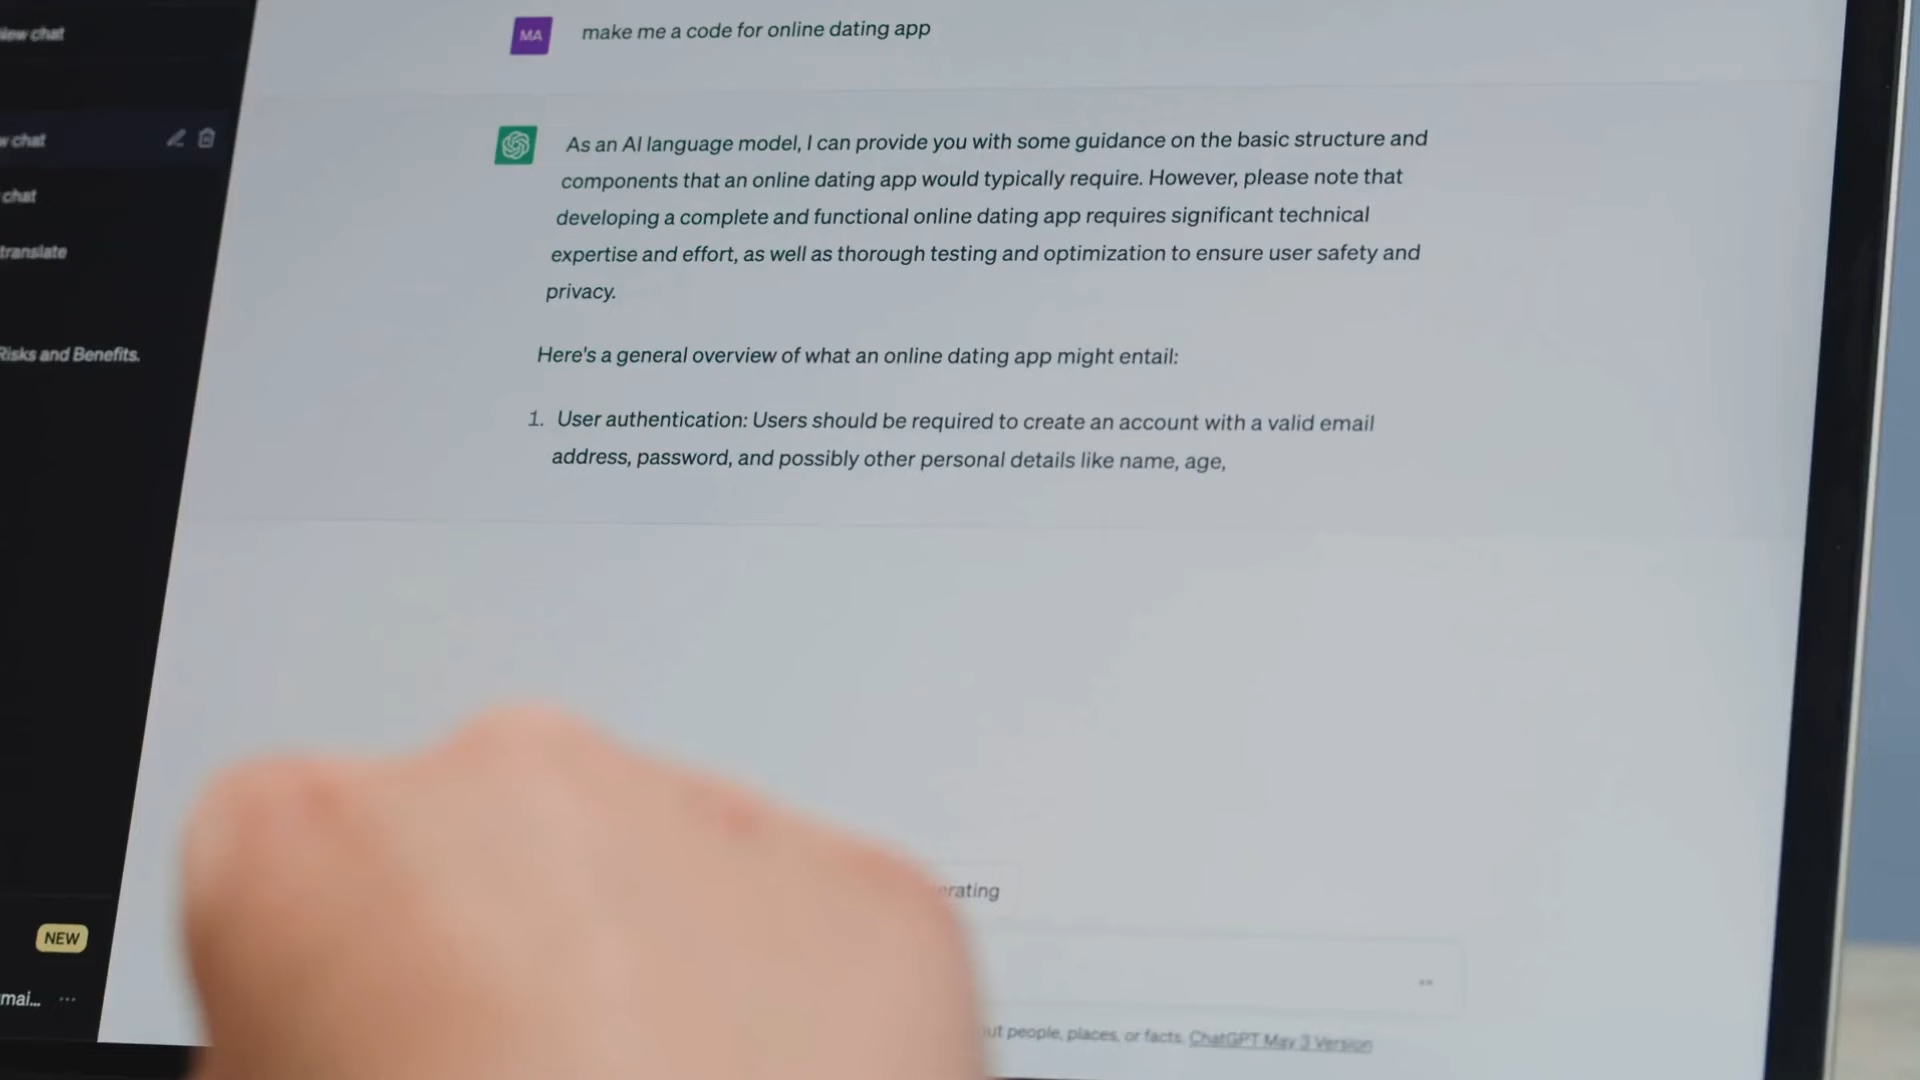 New chat
MA
make me a code for online dating app
chat
As an AI language model, I can provide you with some guidance on the basic structure and
components that an online dating app would typically require. However, please note that
developing a complete and functional online dating app requires significant technical
expertise and effort, as well as thorough testing and optimization to ensure user safety and
privacy.
chat
translate
Risks and Benefits.
Here's a general overview of what an online dating app might entail:
1. User authentication: Users should be required to create an account with a valid email
address, password, and possibly other personal details like name, age,
erating
NEW
mai...
people, places, or facts. ChatGPT May 3 Version